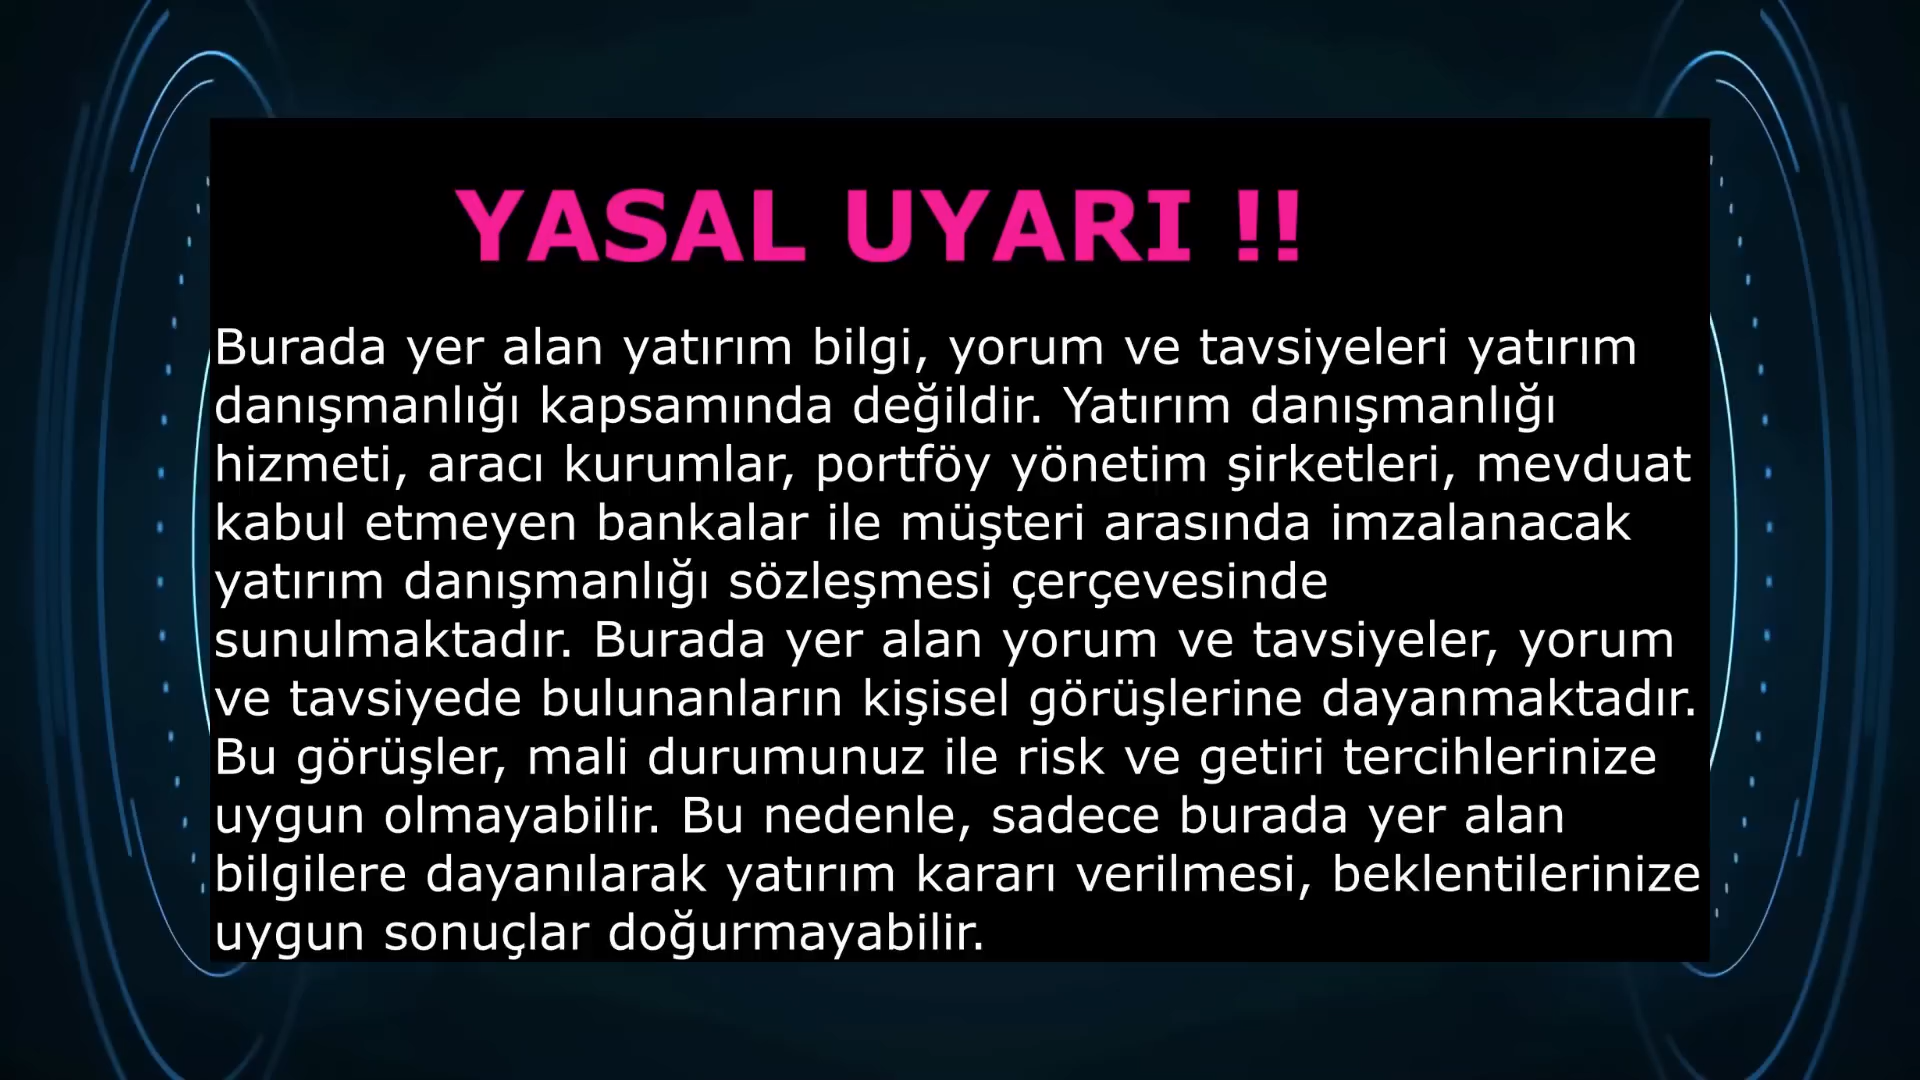 YASAL UYARI !!
Burada yer alan yatırım bilgi, yorum ve tavsiyeleri yatırım
danışmanlığı kapsamında değildir. Yatırım danışmanlığı
hizmeti, aracı kurumlar, portföy yönetim şirketleri, mevduat
kabul etmeyen bankalar ile müşteri arasında imzalanacak
yatırım danışmanlığı sözleşmesi çerçevesinde
sunulmaktadır. Burada yer alan yorum ve tavsiyeler, yorum
ve tavsiyede bulunanların kişisel görüşlerine dayanmaktadır.
Bu görüşler, mali durumunuz ile risk ve getiri tercihlerinize
uygun olmayabilir. Bu nedenle, sadece burada yer alan
bilgilere dayanılarak yatırım kararı verilmesi, beklentilerinize
uygun sonuçlar doğurmayabilir.